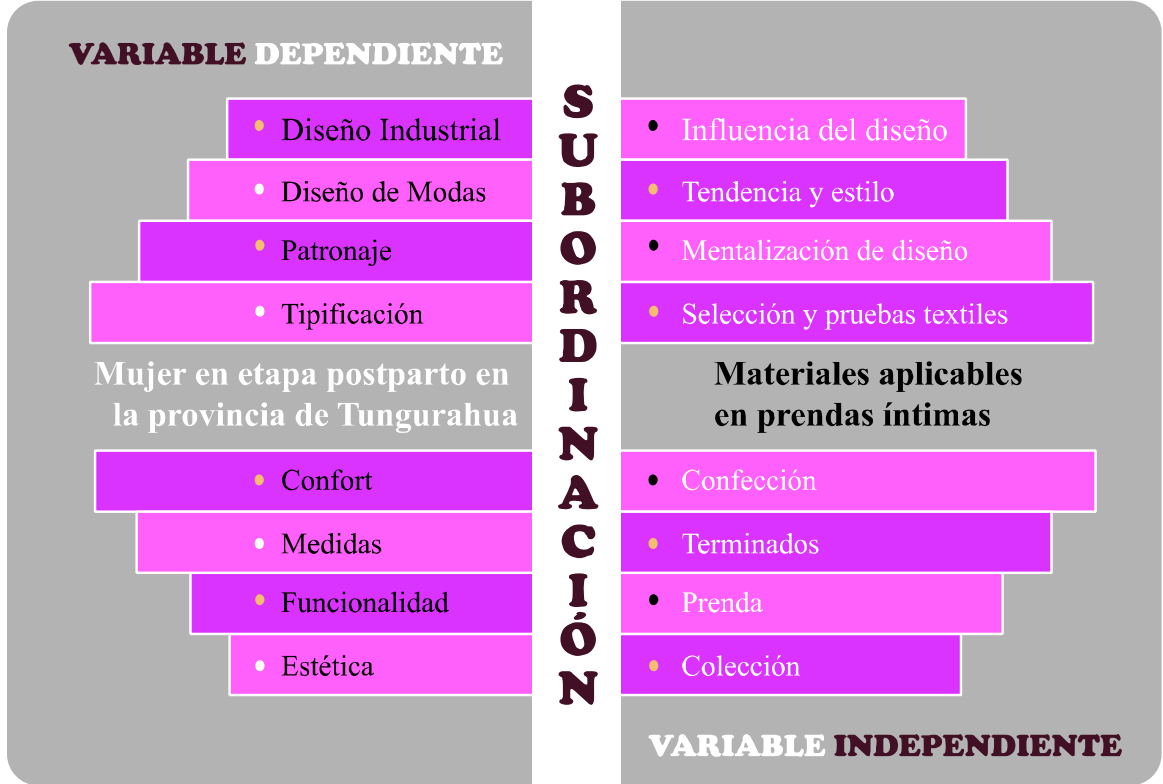 VARIABLE DEPENDIENTE
Diseño Industrial
Diseño de Modas
Patronaje
Tipificación
Mujer en etapa postparto en
la provincia de Tungurahua
Confort
Medidas
Funcionalidad
Estética
SUBORDINACIÓN
Influencia del diseño
Tendencia y estilo
Mentalización de diseño
Selección y pruebas textiles
Materiales aplicables
en prendas íntimas
Confección
Terminados
Prenda
Colección
VARIABLE INDEPENDIENTE